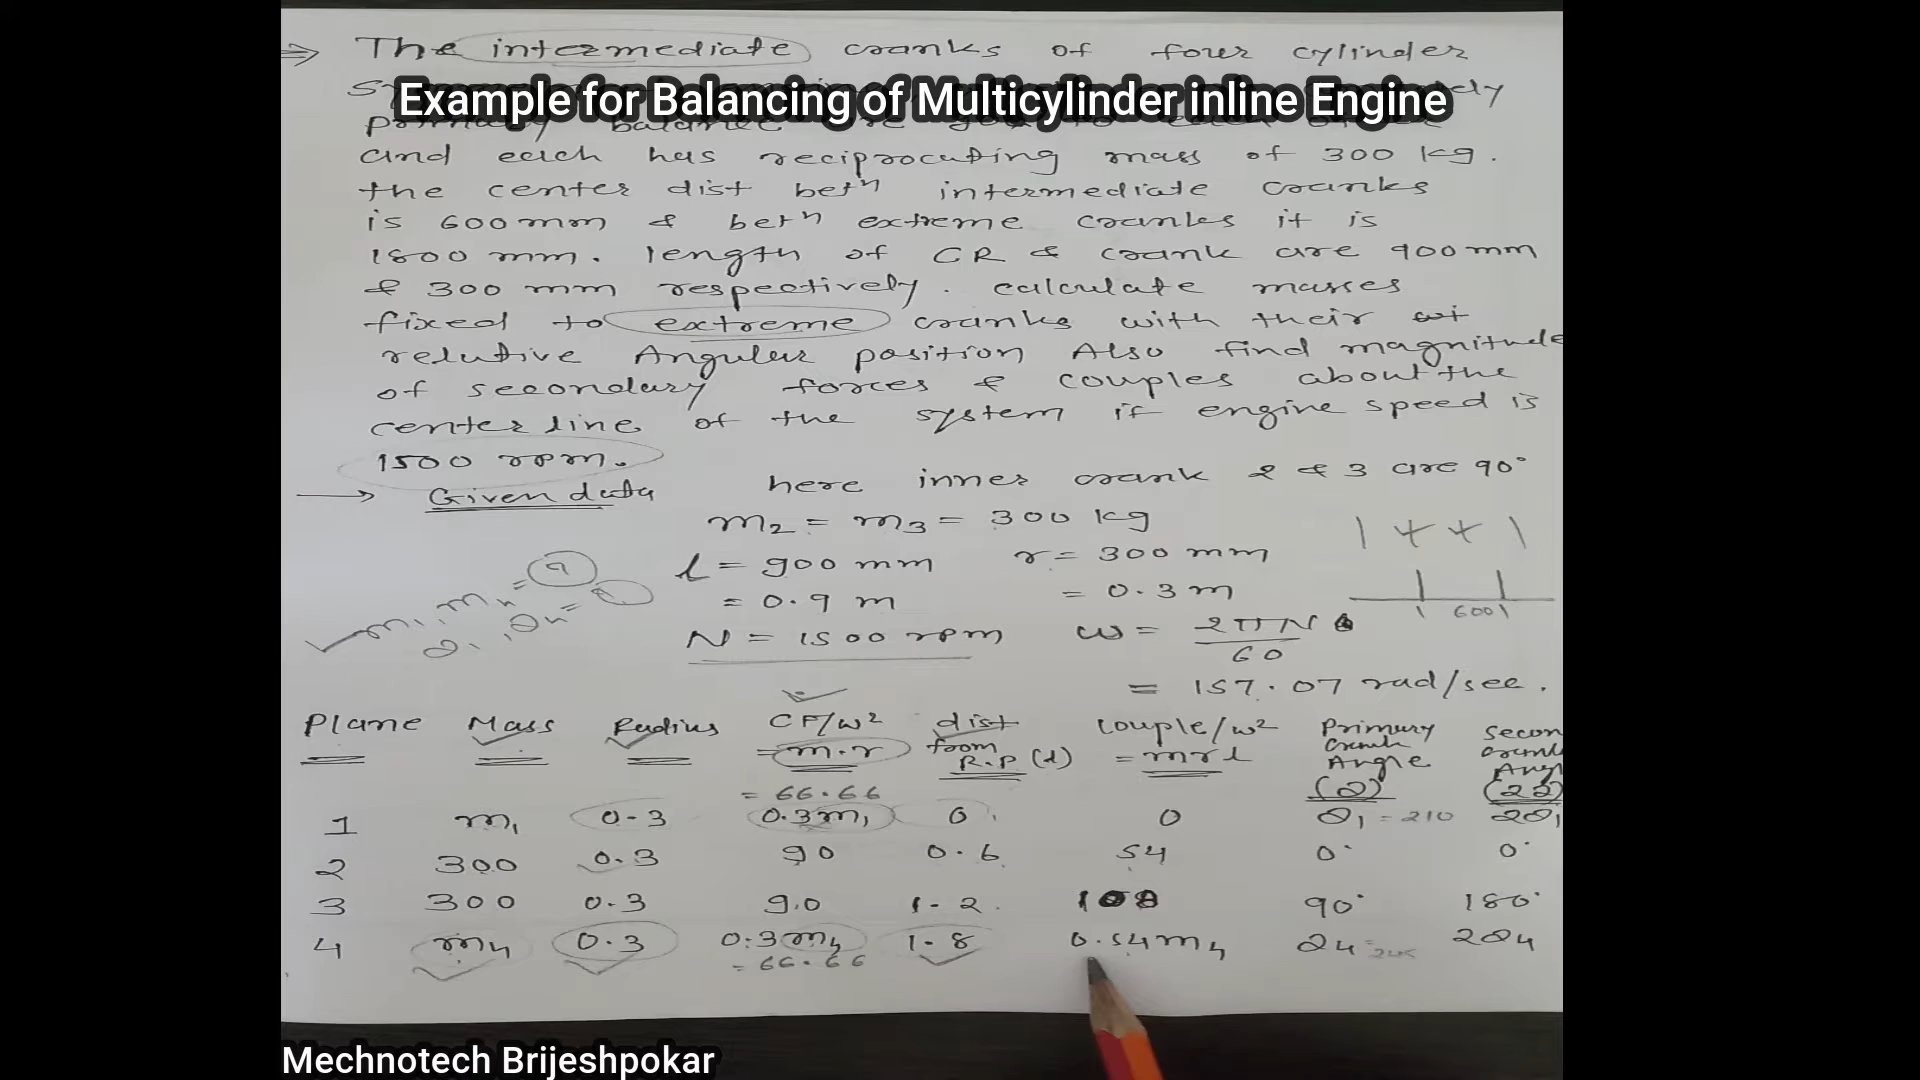 ⇒ The intermediate cranks of four cylinder
Example for Balancing of Multicylinder inline Engine
primary balance
and each has reciprocating mass of 300 kg.
the center dist betⁿ intermediate cranks
is 600mm & betⁿ extreme cranks it is
1800 mm. length of CR & crank are 900mm
& 300 mm respectively. calculate masses
fixed to extreme cranks with their
relative Angular position Also find magnitude
of secondary forces & couples about the
center line of the system if engine speed is
1500 rpm.
→ Given data here inner crank 2 & 3 are 90°
m₂ = m₃ = 300 kg
l = 900 mm r = 300 mm
= 0.9 m = 0.3 m
600
N = 1500 rpm ω = 2πN / 60
= 157.07 rad/sec.
Plane Mass Radius CF/ω² = m.r dist from R.P (l) couple/ω² = mrl Primary Crank Angle (θ) Secon (2θ)
= 66.66
1 m₁ 0.3 0.3m₁ 0 0 θ₁ = 210 2θ₁
2 300 0.3 90 0.6 54 0° 0°
3 300 0.3 90 1.2 108 90° 180°
4 m₄ 0.3 0.3m₄ 1.8 0.54m₄ θ₄ 2θ₄
= 66.66
Mechnotech Brijeshpokar